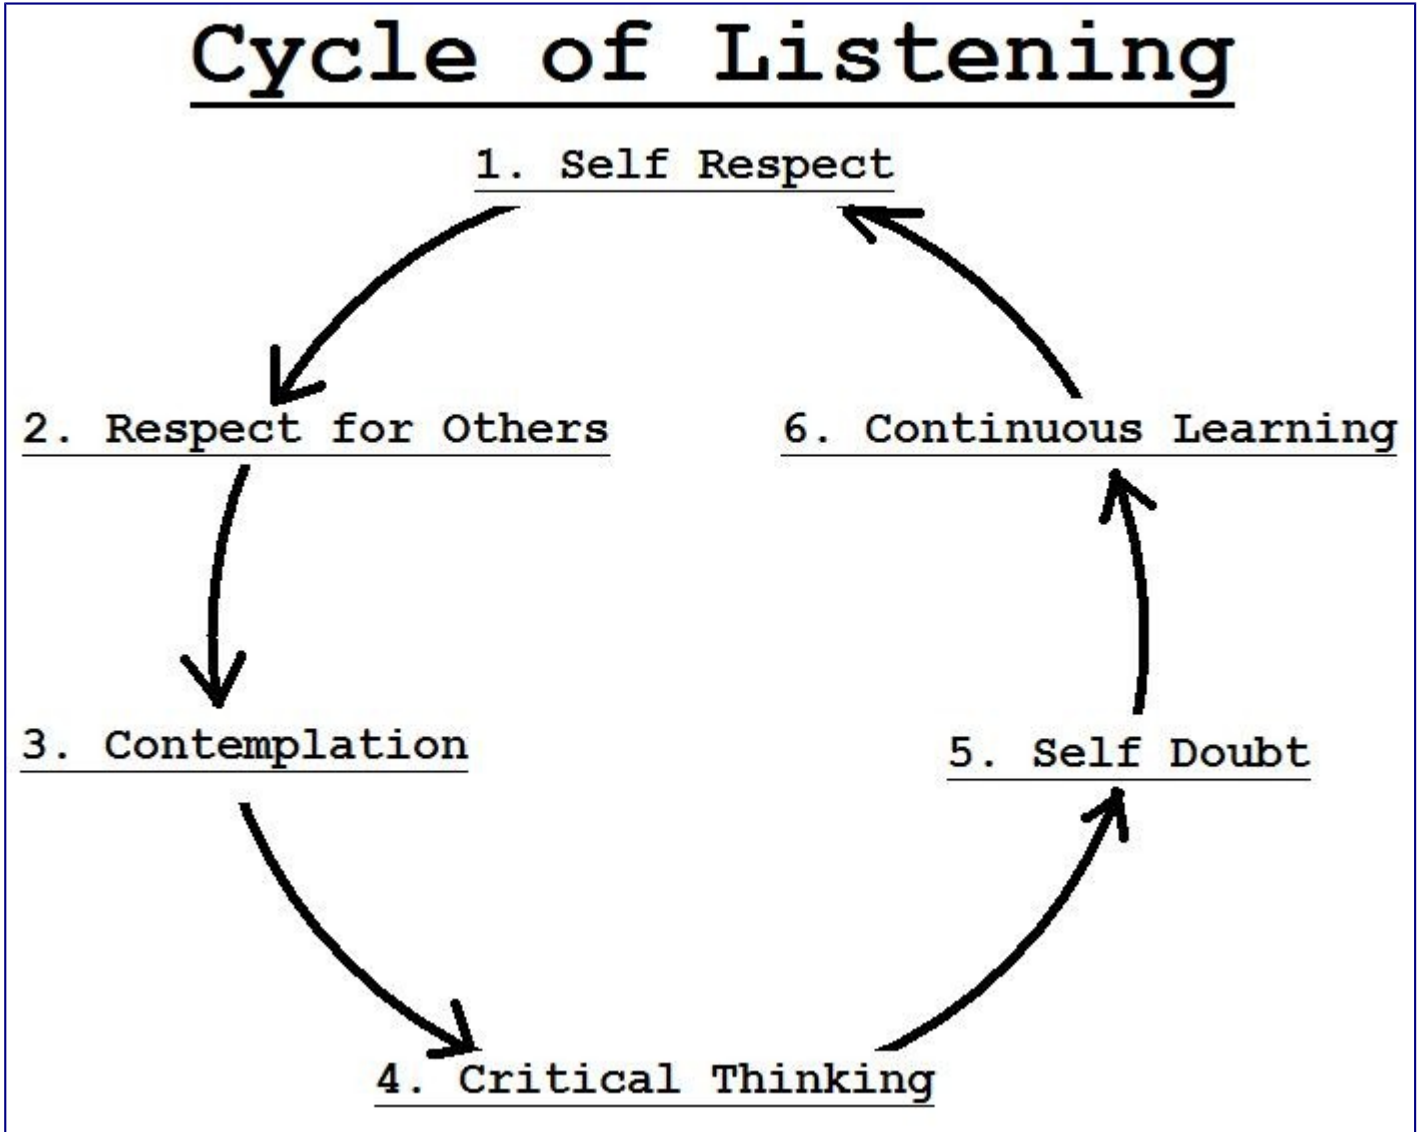 Cycle of Listening
1. Self Respect
2. Respect for Others
3. Contemplation
4. Critical Thinking
5. Self Doubt
6. Continuous Learning